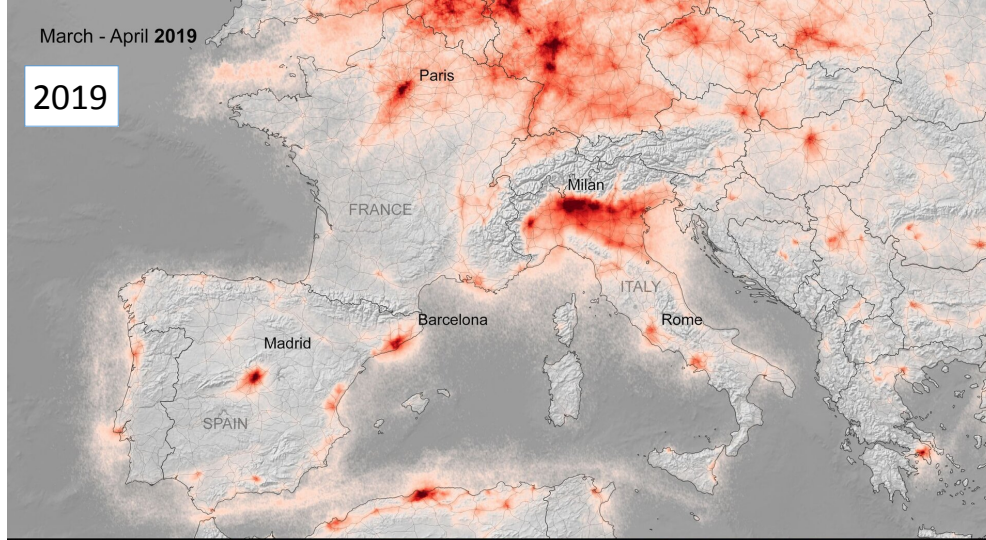 March - April 2019
2019
Paris
Milan
FRANCE
ITALY
Barcelona
Rome
Madrid
SPAIN